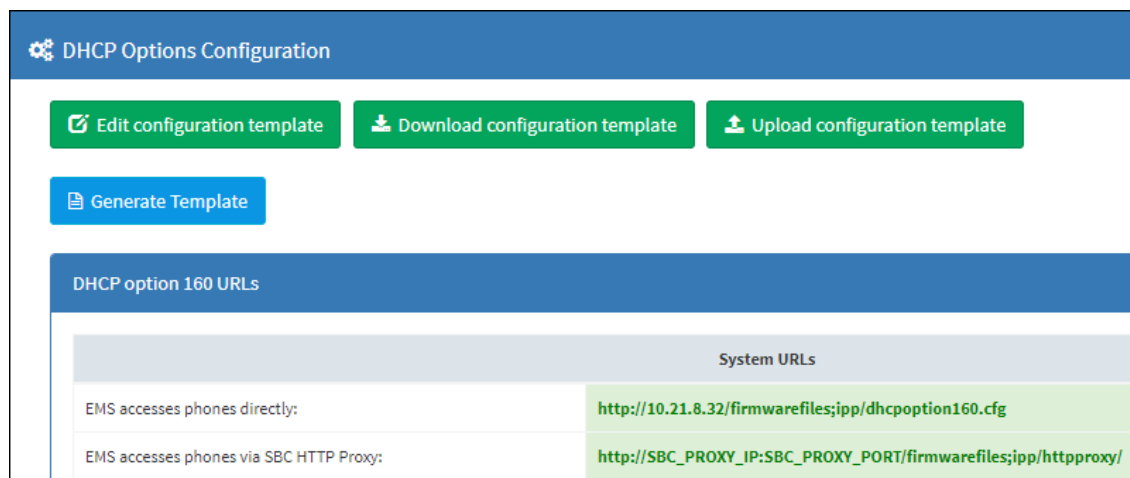 DHCP Options Configuration
Edit configuration template
Download configuration template
Upload configuration template
Generate Template
DHCP option 160 URLs
System URLs
EMS accesses phones directly:
http://10.21.8.32/firmwarefiles;ipp/dhcpoption160.cfg
EMS accesses phones via SBC HTTP Proxy:
http://SBC_PROXY_IP:SBC_PROXY_PORT/firmwarefiles;ipp/httpproxy/